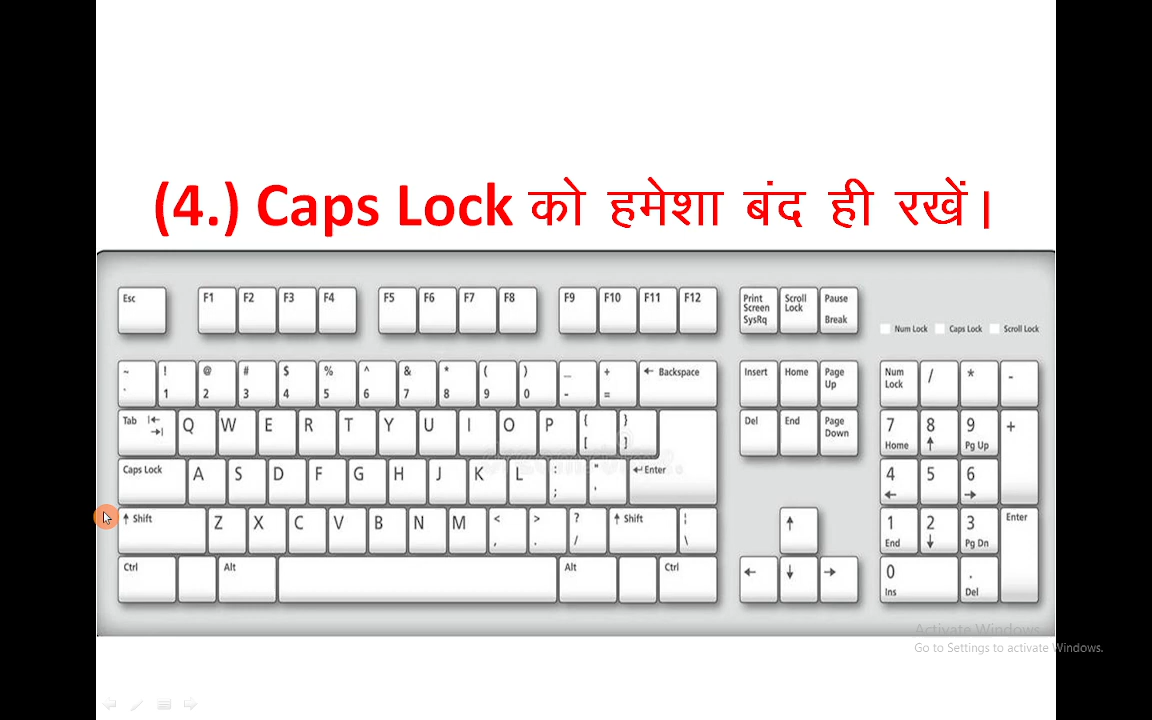 (4.) Caps Lock को हमेशा बंद ही रखें।
Esc F1 F2 F3 F4 F5 F6 F7 F8 F9 F10 F11 F12 Print Screen SysRq Scroll Lock Pause Break
Num Lock Caps Lock Scroll Lock
~ ` ! 1 @ 2 # 3 $ 4 % 5 ^ 6 & 7 * 8 ( 9 ) 0 _ - + = ← Backspace Insert Home Page Up Num Lock / * -
Tab |← →| Q W E R T Y U I O P { [ } ] Del End Page Down 7 Home 8 ↑ 9 Pg Up +
Caps Lock A S D F G H J K L : ; " ' ↵ Enter 4 ← 5 6 →
↑ Shift Z X C V B N M < , > . ? / ↑ Shift ¦ \ ↑ 1 End 2 ↓ 3 Pg Dn Enter
Ctrl Alt Alt Ctrl ← ↓ → 0 Ins . Del
Activate Windows
Go to Settings to activate Windows.